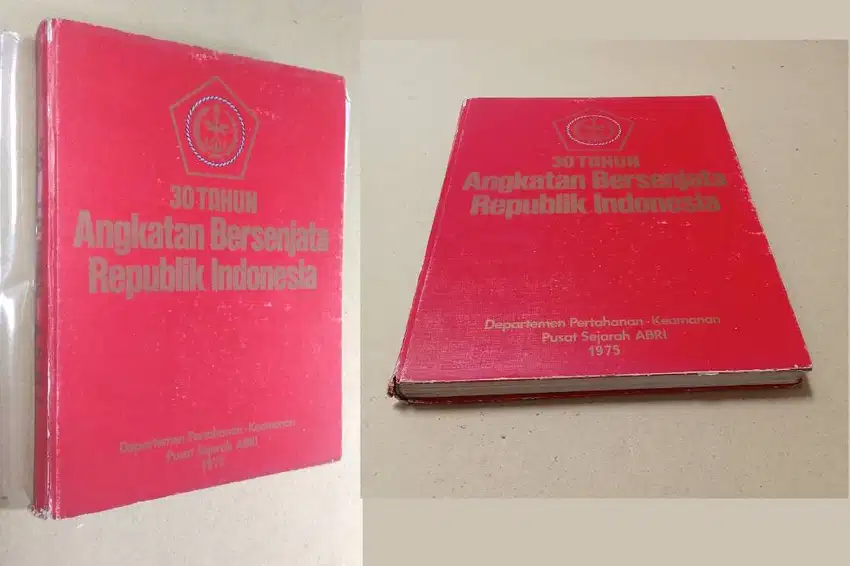 30 TAHUN
Angkatan Bersenjata
Republik Indonesia
Departemen Pertahanan-Keamanan
Pusat Sejarah ABRI
1975
30 TAHUN
Angkatan Bersenjata
Republik Indonesia
Departemen Pertahanan-Keamanan
Pusat Sejarah ABRI
1975